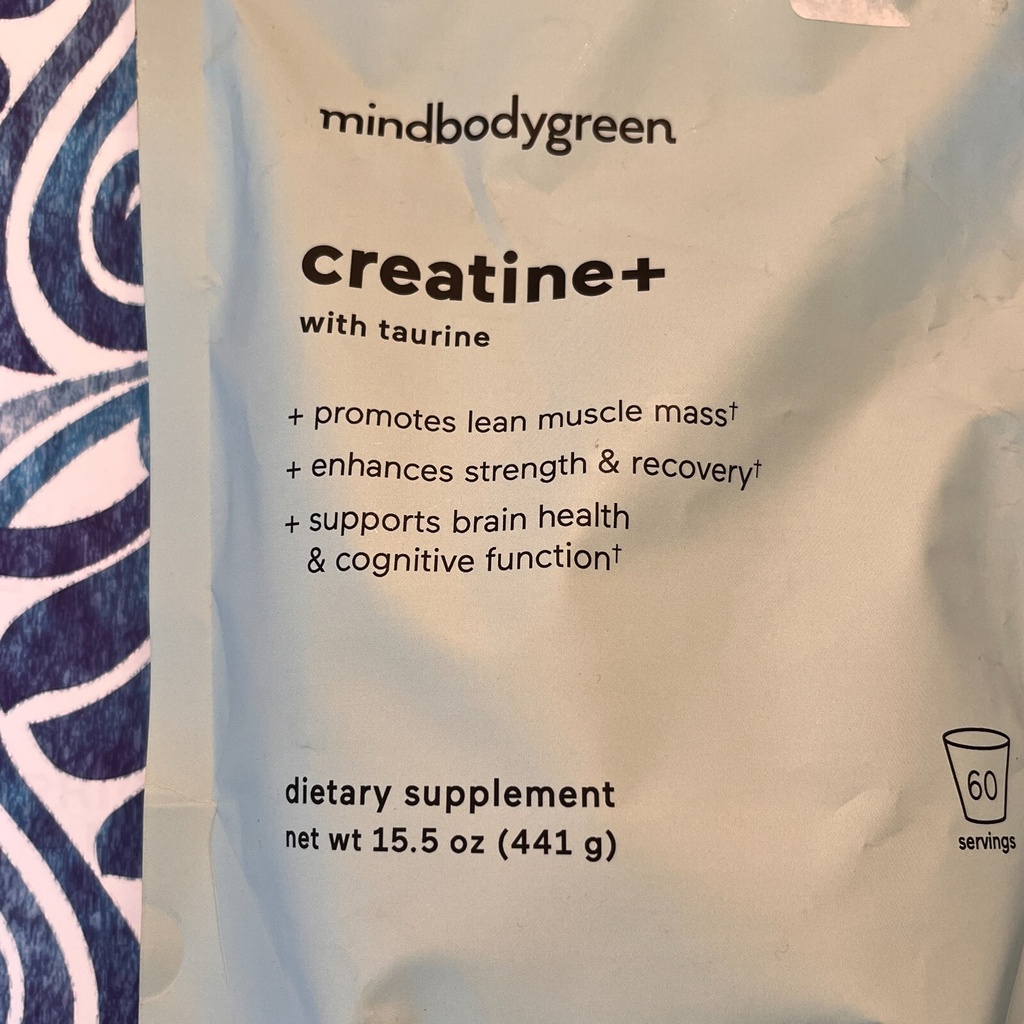 mindbodygreen
creatine+
with taurine
+ promotes lean muscle mass†
+ enhances strength & recovery†
+ supports brain health
& cognitive function†
dietary supplement
net wt 15.5 oz (441 g)
60
servings